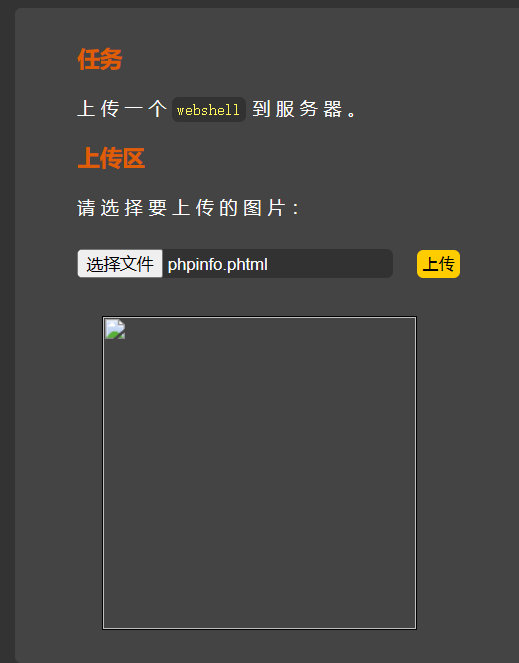 任务
上传一个 webshell 到服务器。
上传区
请选择要上传的图片：
选择文件 phpinfo.phtml 上传